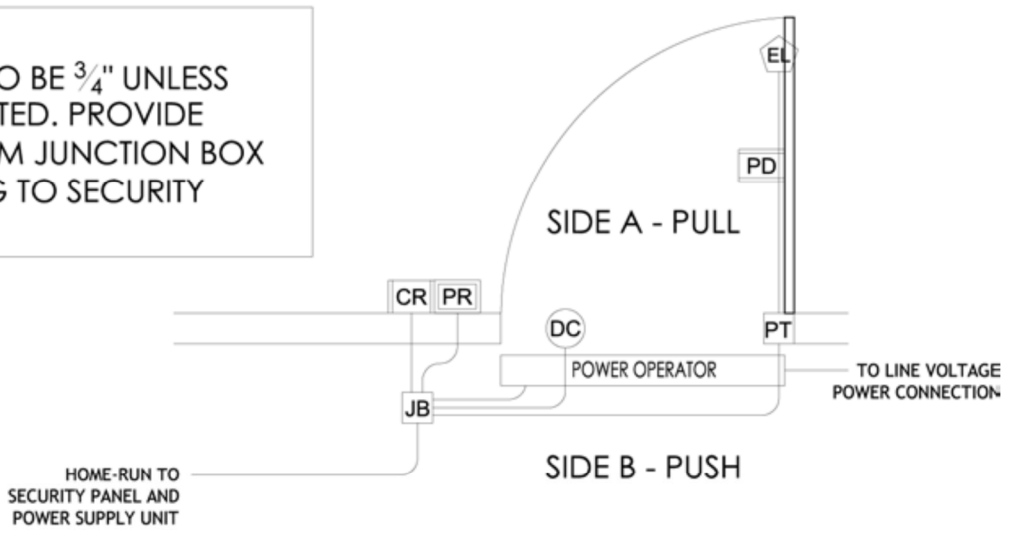 O BE 3/4" UNLESS
TED. PROVIDE
M JUNCTION BOX
G TO SECURITY
EL
PD
SIDE A - PULL
CR PR
DC
PT
POWER OPERATOR
TO LINE VOLTAGE
POWER CONNECTION
JB
SIDE B - PUSH
HOME-RUN TO
SECURITY PANEL AND
POWER SUPPLY UNIT